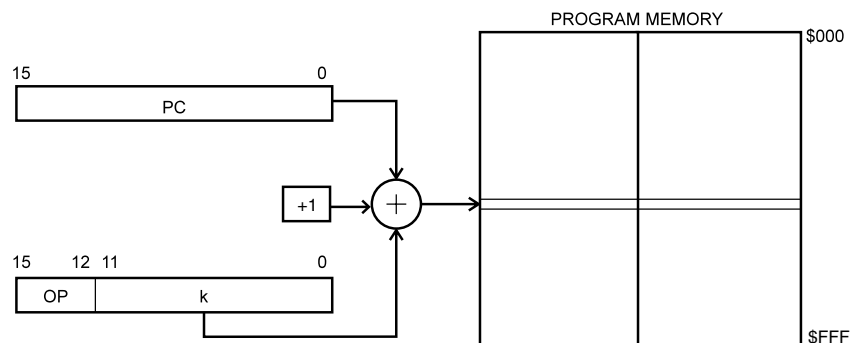 PROGRAM MEMORY
$000
15 0
PC
+1
+
15 12 11 0
OP k
$FFF